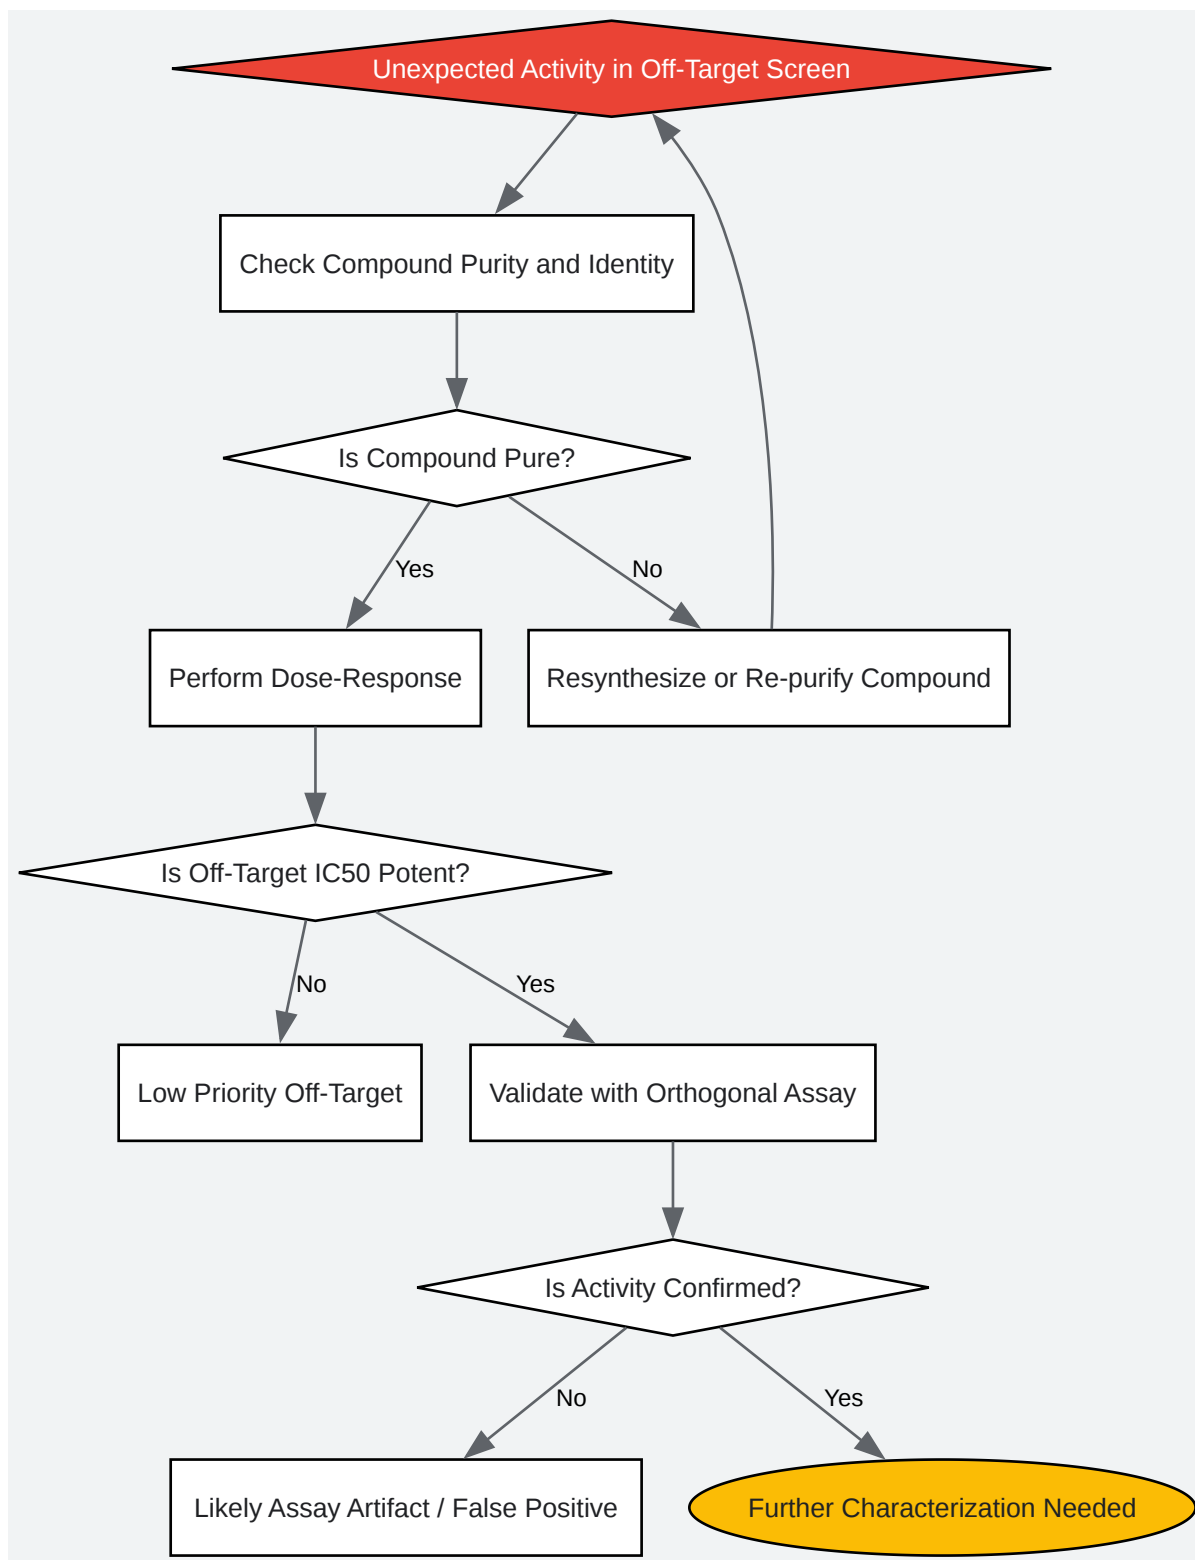 Unexpected Activity in Off-Target Screen
Check Compound Purity and Identity
Is Compound Pure?
Yes
No
Perform Dose-Response
Resynthesize or Re-purify Compound
Is Off-Target IC50 Potent?
No
Yes
Low Priority Off-Target
Validate with Orthogonal Assay
Is Activity Confirmed?
No
Yes
Likely Assay Artifact / False Positive
Further Characterization Needed